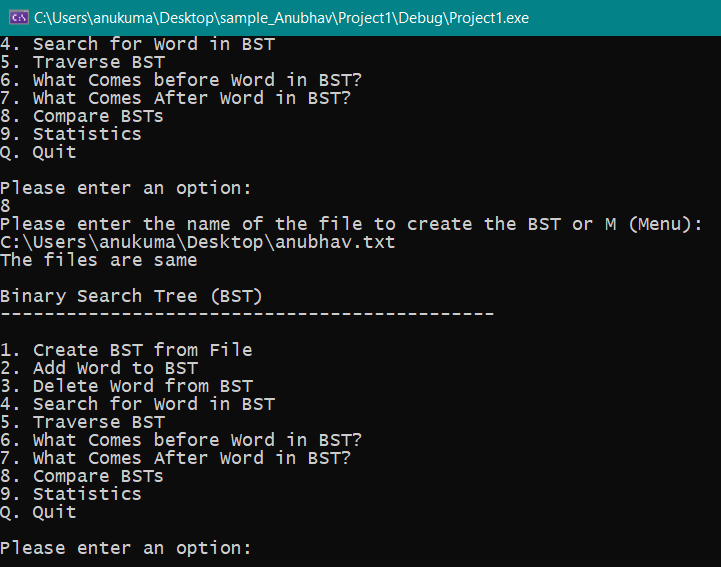 C:\Users\anukuma\Desktop\sample_Anubhav\Project1\Debug\Project1.exe
4. Search for Word in BST
5. Traverse BST
6. What Comes before Word in BST?
7. What Comes After Word in BST?
8. Compare BSTs
9. Statistics
Q. Quit
Please enter an option:
8
Please enter the name of the file to create the BST or M (Menu):
C:\Users\anukuma\Desktop\anubhav.txt
The files are same
Binary Search Tree (BST)
---------------------------------------------
1. Create BST from File
2. Add Word to BST
3. Delete Word from BST
4. Search for Word in BST
5. Traverse BST
6. What Comes before Word in BST?
7. What Comes After Word in BST?
8. Compare BSTs
9. Statistics
Q. Quit
Please enter an option: